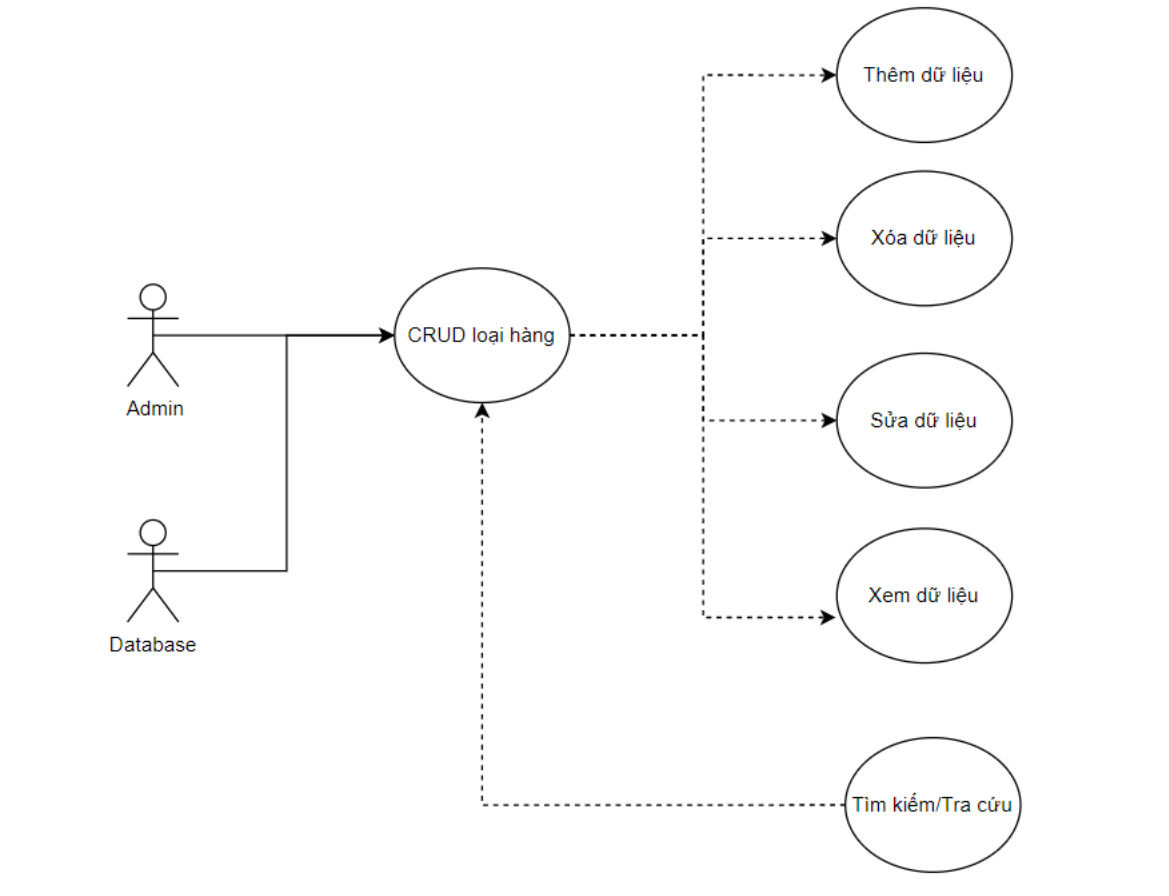 Thêm dữ liệu
Xóa dữ liệu
CRUD loại hàng
Admin
Sửa dữ liệu
Xem dữ liệu
Database
Tìm kiếm/Tra cứu